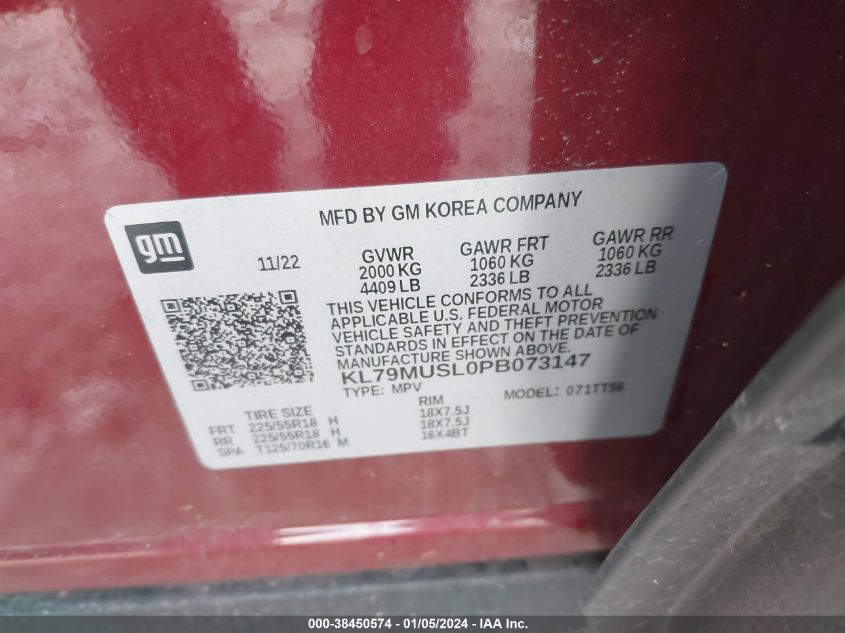 gm
MFD BY GM KOREA COMPANY
11/22
GVWR
2000 KG
4409 LB
GAWR FRT
1060 KG
2336 LB
GAWR RR
1060 KG
2336 LB
THIS VEHICLE CONFORMS TO ALL
APPLICABLE U.S. FEDERAL MOTOR
VEHICLE SAFETY AND THEFT PREVENTION
STANDARDS IN EFFECT ON THE DATE OF
MANUFACTURE SHOWN ABOVE.
KL79MUSL0PB073147
TYPE: MPV
MODEL: 071TT56
TIRE SIZE RIM
FRT 225/55R18 H 18X7.5J
RR 225/55R18 H 18X7.5J
SPA T125/70R16 M 16X4BT
000-38450574 — 01/05/2024 — IAA Inc.